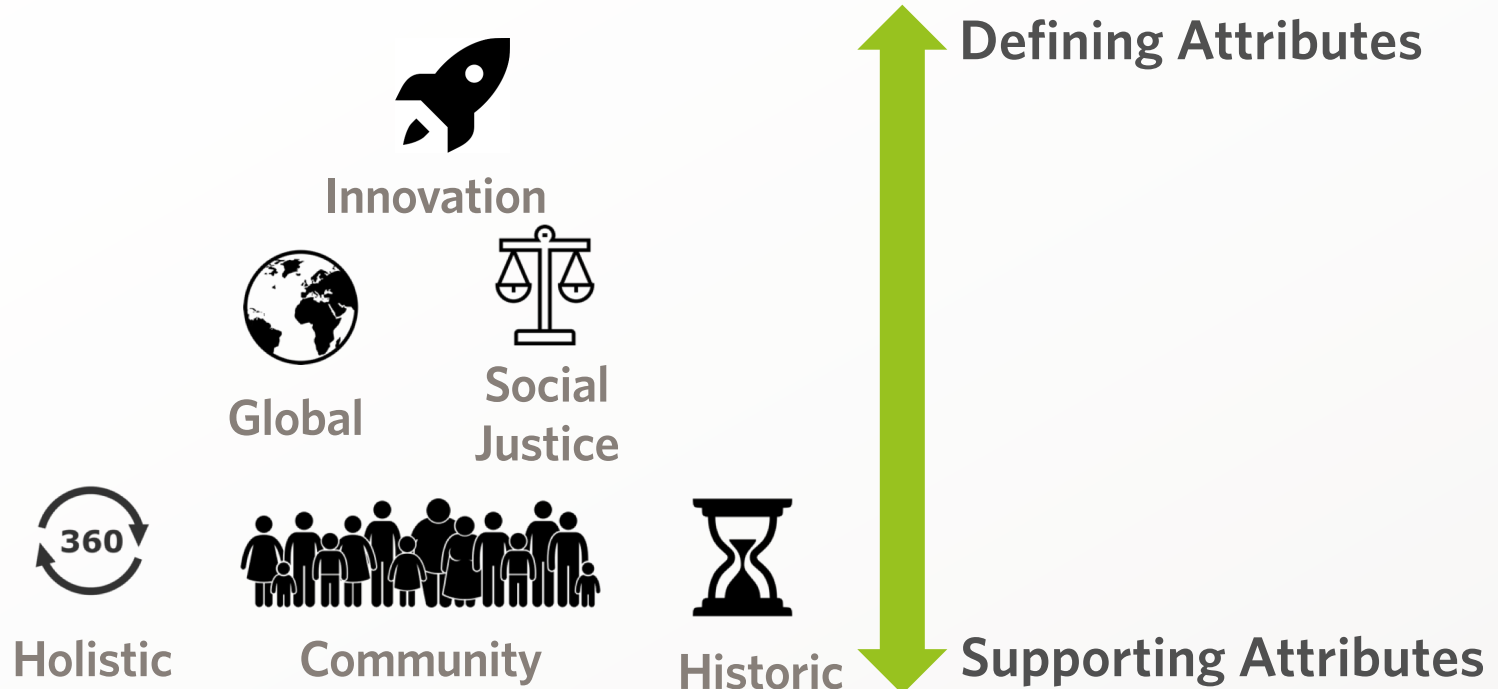 Defining Attributes
Innovation
Global
Social
Justice
360
Holistic
Community
Historic
Supporting Attributes